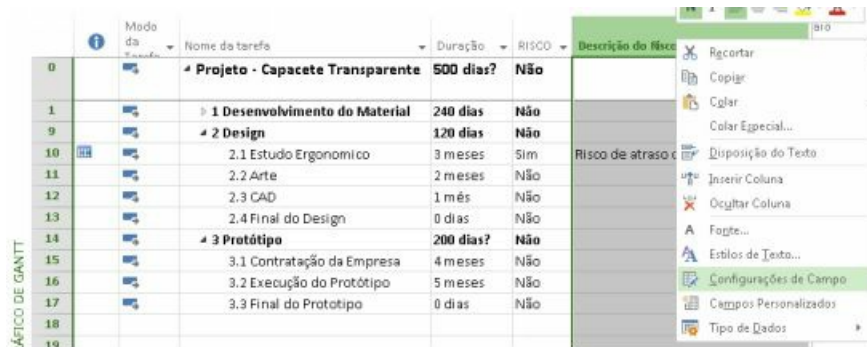 Modo da Tarefa Nome da tarefa Duração RISCO Descrição do Risco
0 Projeto - Capacete Transparente 500 dias? Não
1 1 Desenvolvimento do Material 240 dias Não
9 2 Design 120 dias Não
10 2.1 Estudo Ergonomico 3 meses Sim Risco de atraso
11 2.2 Arte 2 meses Não
12 2.3 CAD 1 mês Não
13 2.4 Final do Design 0 dias Não
14 3 Protótipo 200 dias? Não
15 3.1 Contratação da Empresa 4 meses Não
16 3.2 Execução do Protótipo 5 meses Não
17 3.3 Final do Prototipo 0 dias Não
18
19
ÁFICO DE GANTT
Recortar
Copiar
Colar
Colar Especial...
Disposição do Texto
Inserir Coluna
Ocultar Coluna
Fonte...
Estilos de Texto...
Configurações de Campo
Campos Personalizados
Tipo de Dados